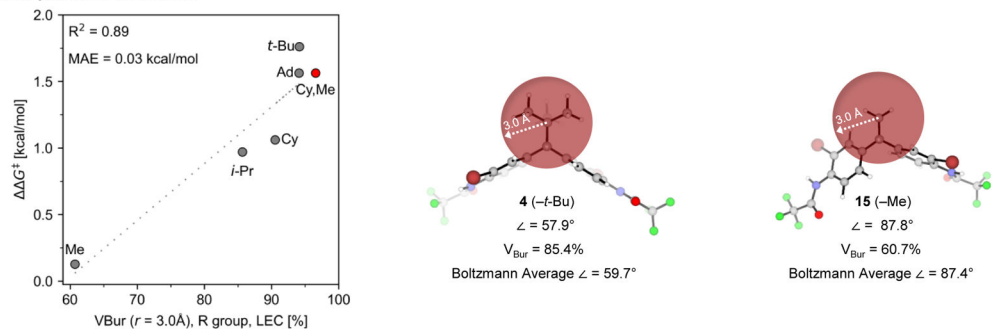 2.0
1.5
1.0
0.5
0.0
ΔΔG‡ [kcal/mol]
R² = 0.89
MAE = 0.03 kcal/mol
t-Bu
Ad
Cy,Me
Cy
i-Pr
Me
60 70 80 90 100
VBur (r = 3.0Å), R group, LEC [%]
3.0 Å
4 (–t-Bu)
∠ = 57.9°
V_Bur = 85.4%
Boltzmann Average ∠ = 59.7°
3.0 Å
15 (–Me)
∠ = 87.8°
V_Bur = 60.7%
Boltzmann Average ∠ = 87.4°